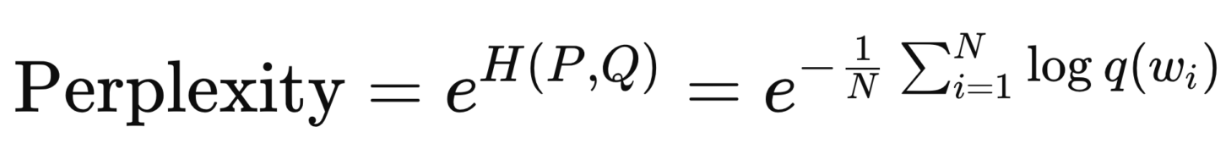 Perplexity = e^{H(P,Q)} = e^{-\frac{1}{N} \sum_{i=1}^{N} \log q(w_i)}